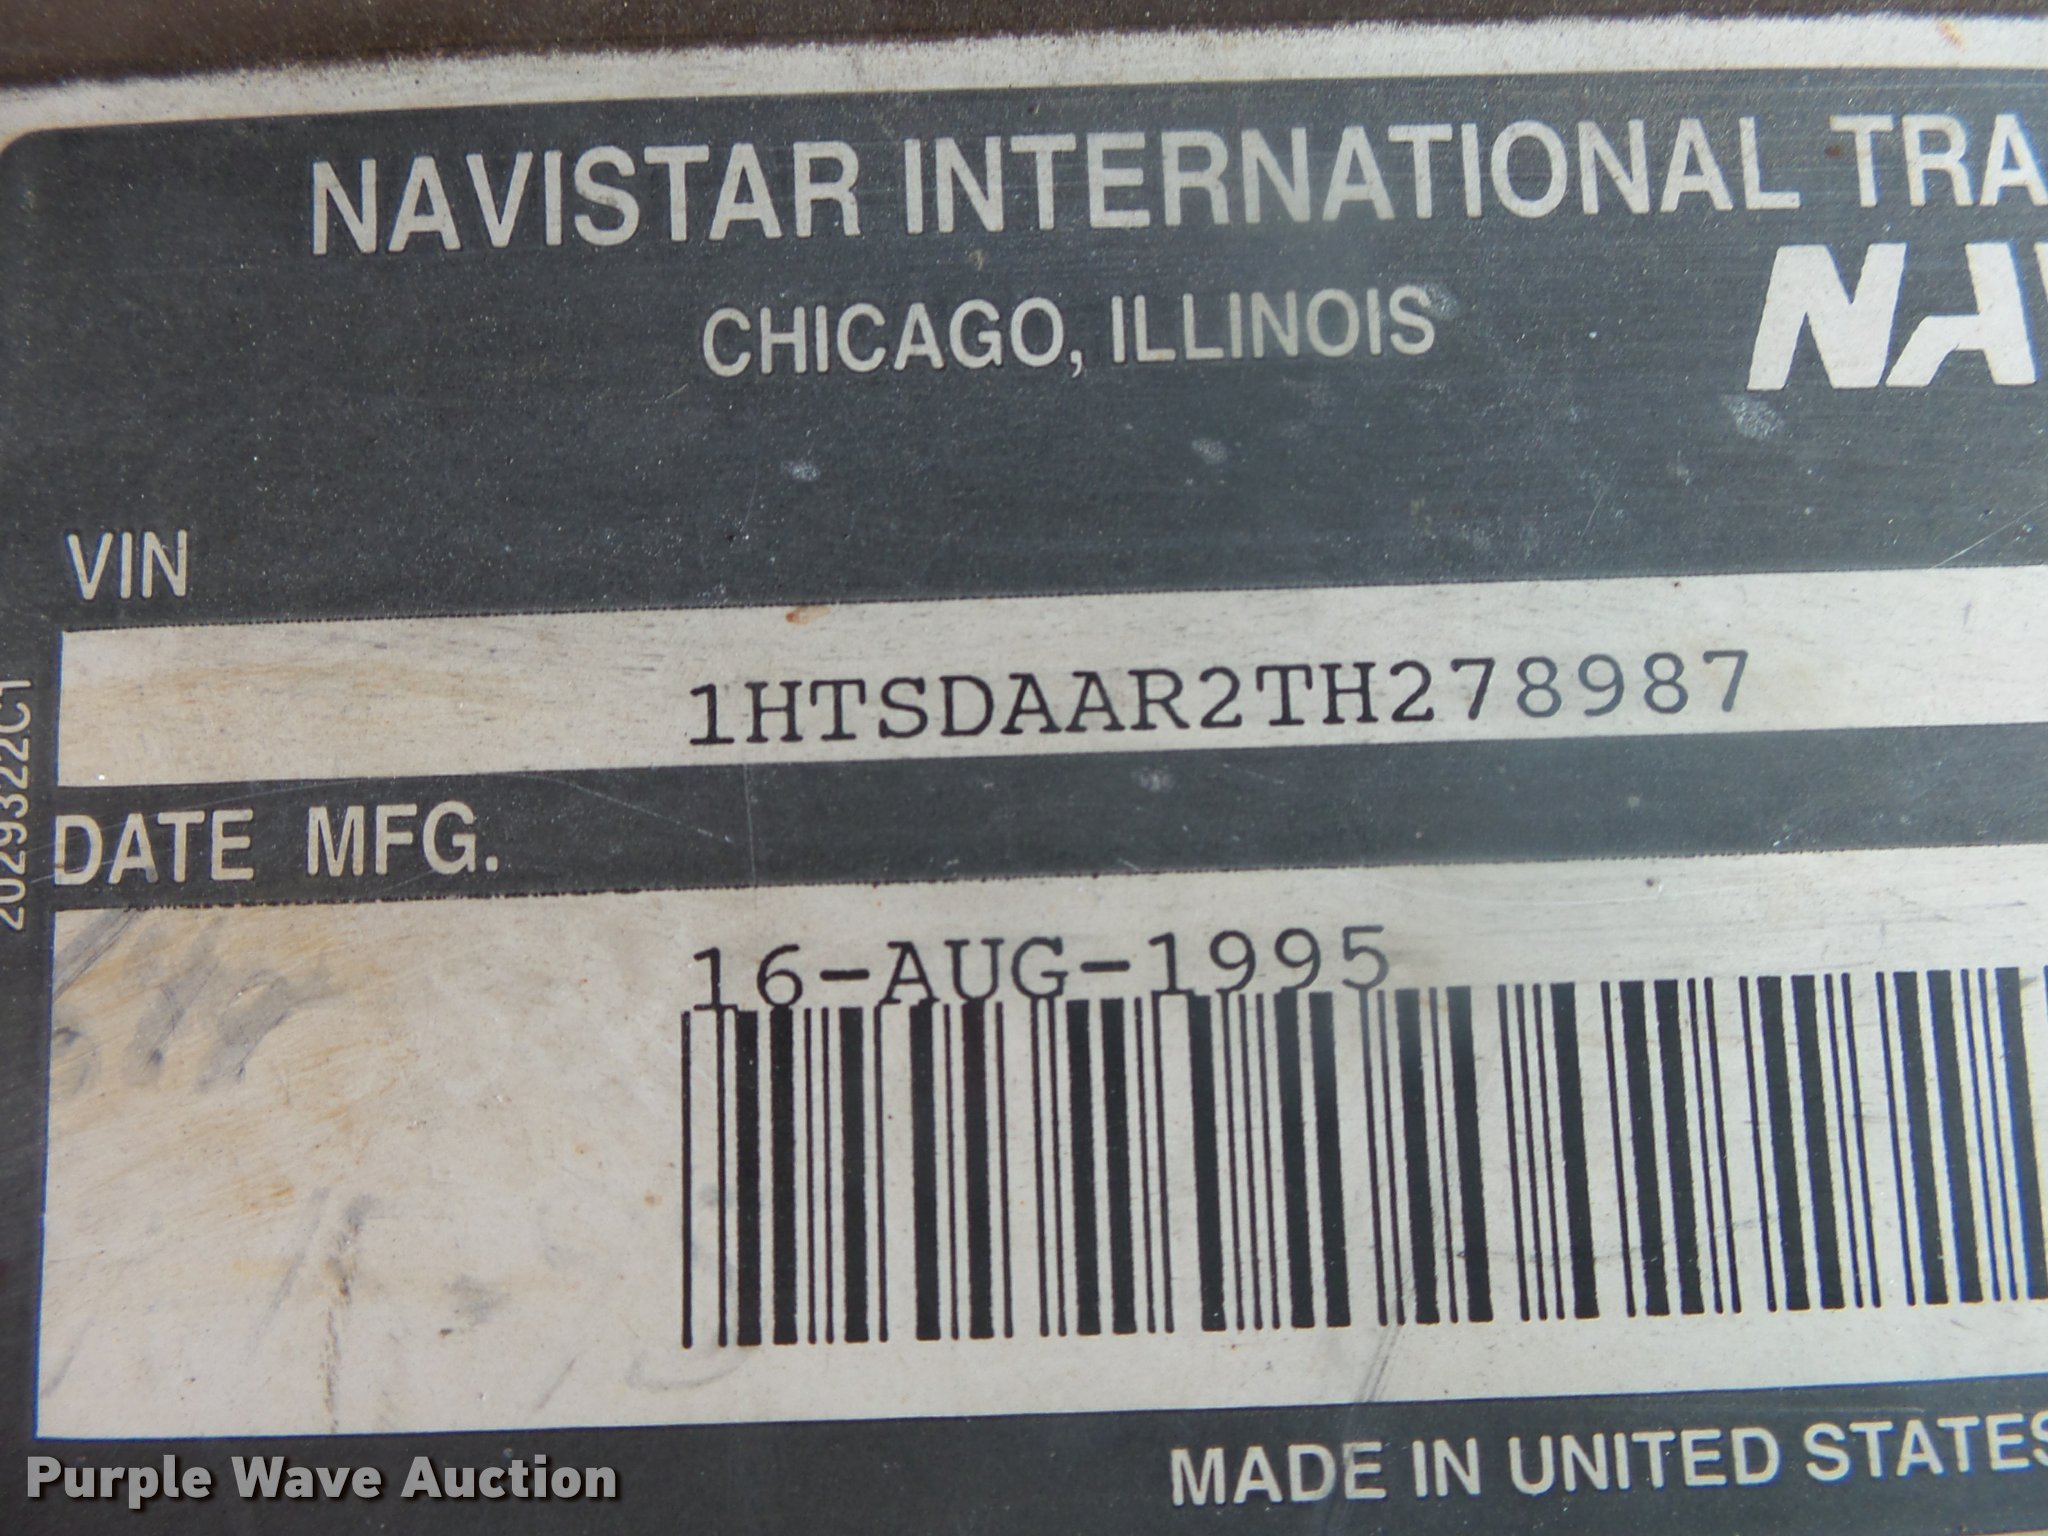 NAVISTAR INTERNATIONAL TRA
CHICAGO, ILLINOIS
NAV
VIN
1HTSDAAR2TH278987
DATE MFG.
16-AUG-1995
2029322C1
MADE IN UNITED STATES
Purple Wave Auction